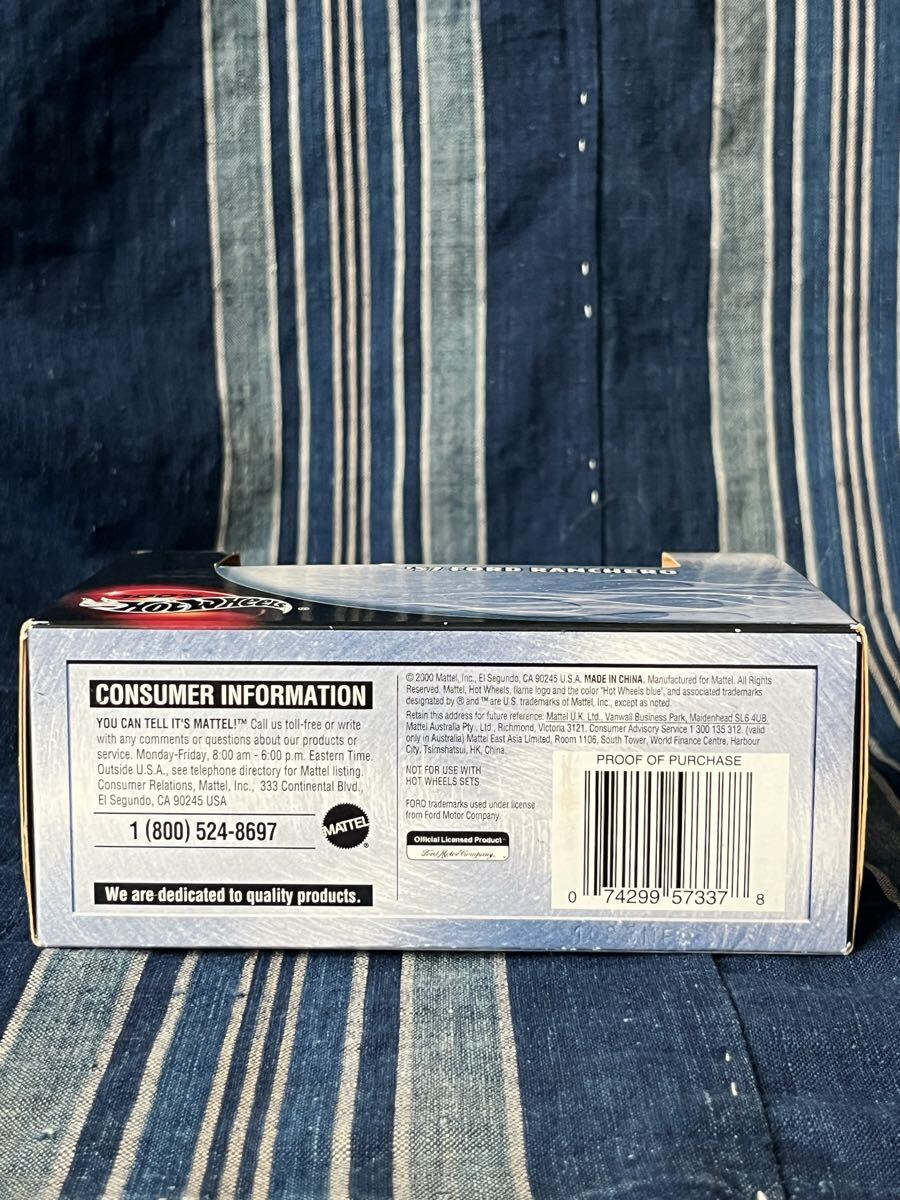 '57 FORD RANCHERO
HOT WHEELS ®
CONSUMER INFORMATION
YOU CAN TELL IT'S MATTEL!™ Call us toll-free or write
with any comments or questions about our products or
service. Monday-Friday, 8:00 am - 6:00 p.m. Eastern Time.
Outside U.S.A., see telephone directory for Mattel listing.
Consumer Relations, Mattel, Inc., 333 Continental Blvd.,
El Segundo, CA 90245 USA
1 (800) 524-8697
MATTEL ®
We are dedicated to quality products.
© 2000 Mattel, Inc., El Segundo, CA 90245 U.S.A. MADE IN CHINA. Manufactured for Mattel. All Rights
Reserved. Mattel, Hot Wheels, flame logo and the color "Hot Wheels blue", and associated trademarks
designated by ® and ™ are U.S. trademarks of Mattel, Inc., except as noted.
Retain this address for future reference: Mattel U.K. Ltd., Vanwall Business Park, Maidenhead SL6 4UB.
Mattel Australia Pty., Ltd., Richmond, Victoria 3121. Consumer Advisory Service 1 300 135 312. (valid
only in Australia) Mattel East Asia Limited, Room 1106, South Tower, World Finance Centre, Harbour
City, Tsimshatsui, HK, China.
NOT FOR USE WITH
HOT WHEELS SETS
FORD trademarks used under license
from Ford Motor Company.
Official Licensed Product
Ford Motor Company
PROOF OF PURCHASE
0 74299 57337 8